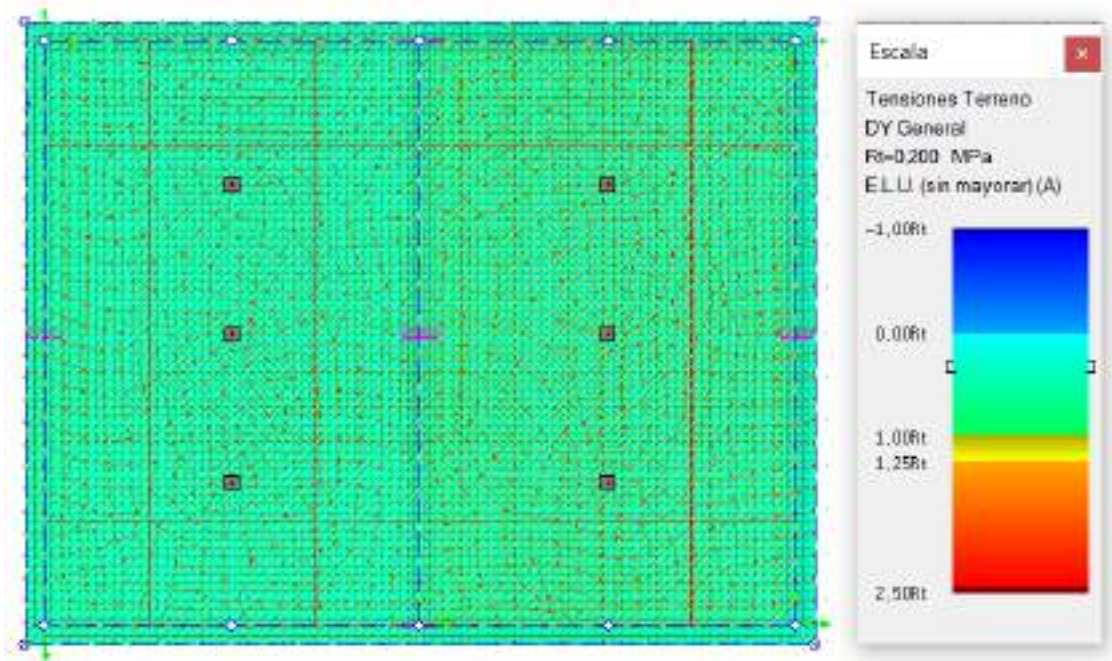 Escala
Tensiones Terreno
DY General
Rt=0,200 MPa
E.L.U. (sin mayorar) (A)
-1,00Rt
0,00Rt
1,00Rt
1,25Rt
2,50Rt